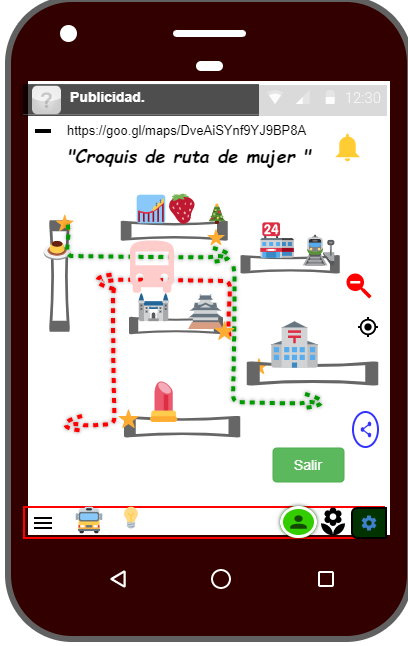 ?
Publicidad.
12:30
https://goo.gl/maps/DveAiSYnf9YJ9BP8A
"Croquis de ruta de mujer "
24
〒
Salir